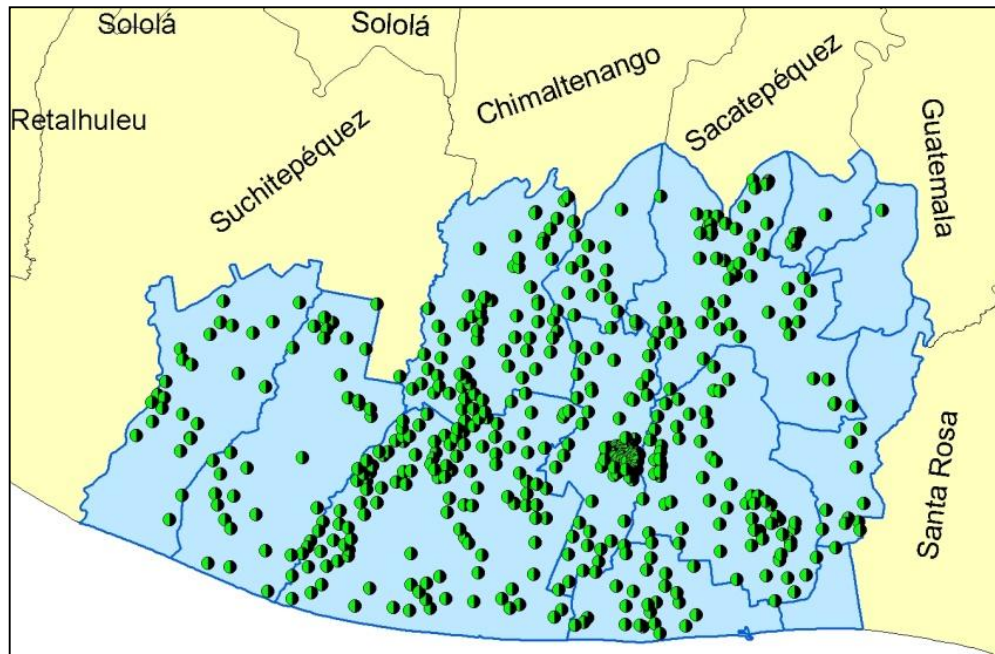 Sololá
Sololá
Chimaltenango
Sacatepéquez
Retalhuleu
Suchitepéquez
Guatemala
Santa Rosa